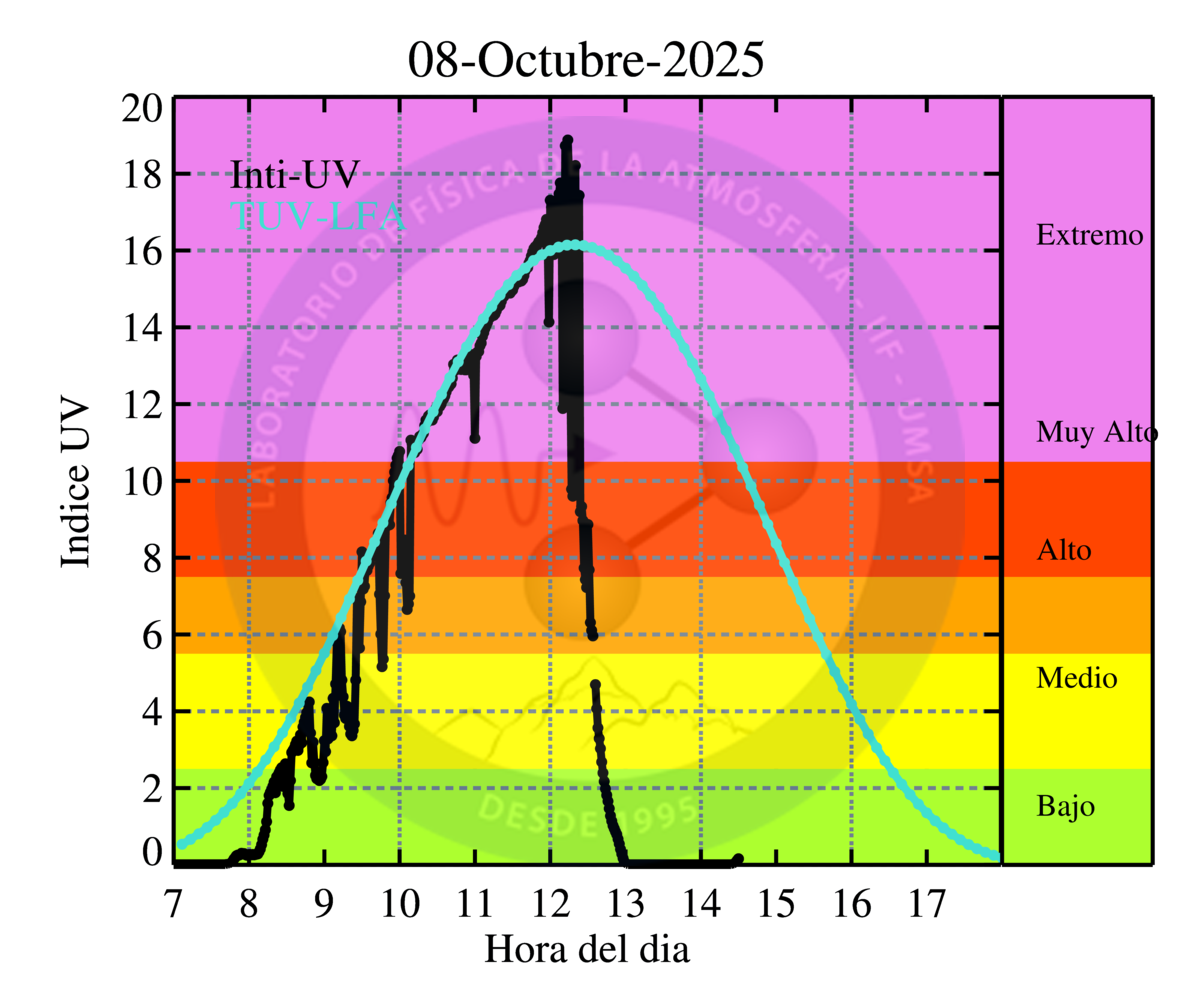 08-Octubre-2025
20
18
16
14
12
10
8
6
4
2
0
Indice UV
Inti-UV
TUV-LFA
LABORATORIO DE FÍSICA DE LA ATMÓSFERA - IIF - UMSA
DESDE 1995
Extremo
Muy Alto
Alto
Medio
Bajo
7 8 9 10 11 12 13 14 15 16 17
Hora del dia